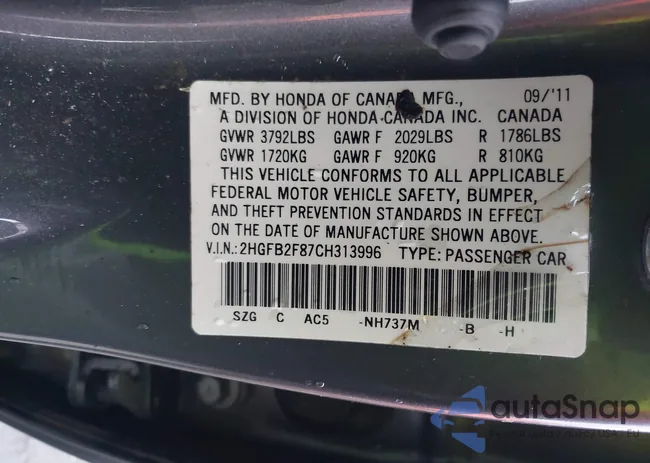 MFD. BY HONDA OF CANADA MFG., 09/'11
A DIVISION OF HONDA CANADA INC. CANADA
GVWR 3792LBS GAWR F 2029LBS R 1786LBS
GVWR 1720KG GAWR F 920KG R 810KG
THIS VEHICLE CONFORMS TO ALL APPLICABLE
FEDERAL MOTOR VEHICLE SAFETY, BUMPER,
AND THEFT PREVENTION STANDARDS IN EFFECT
ON THE DATE OF MANUFACTURE SHOWN ABOVE.
V.I.N.: 2HGFB2F87CH313996 TYPE: PASSENGER CAR
SZG C AC5 -NH737M -B -H
autoSnap